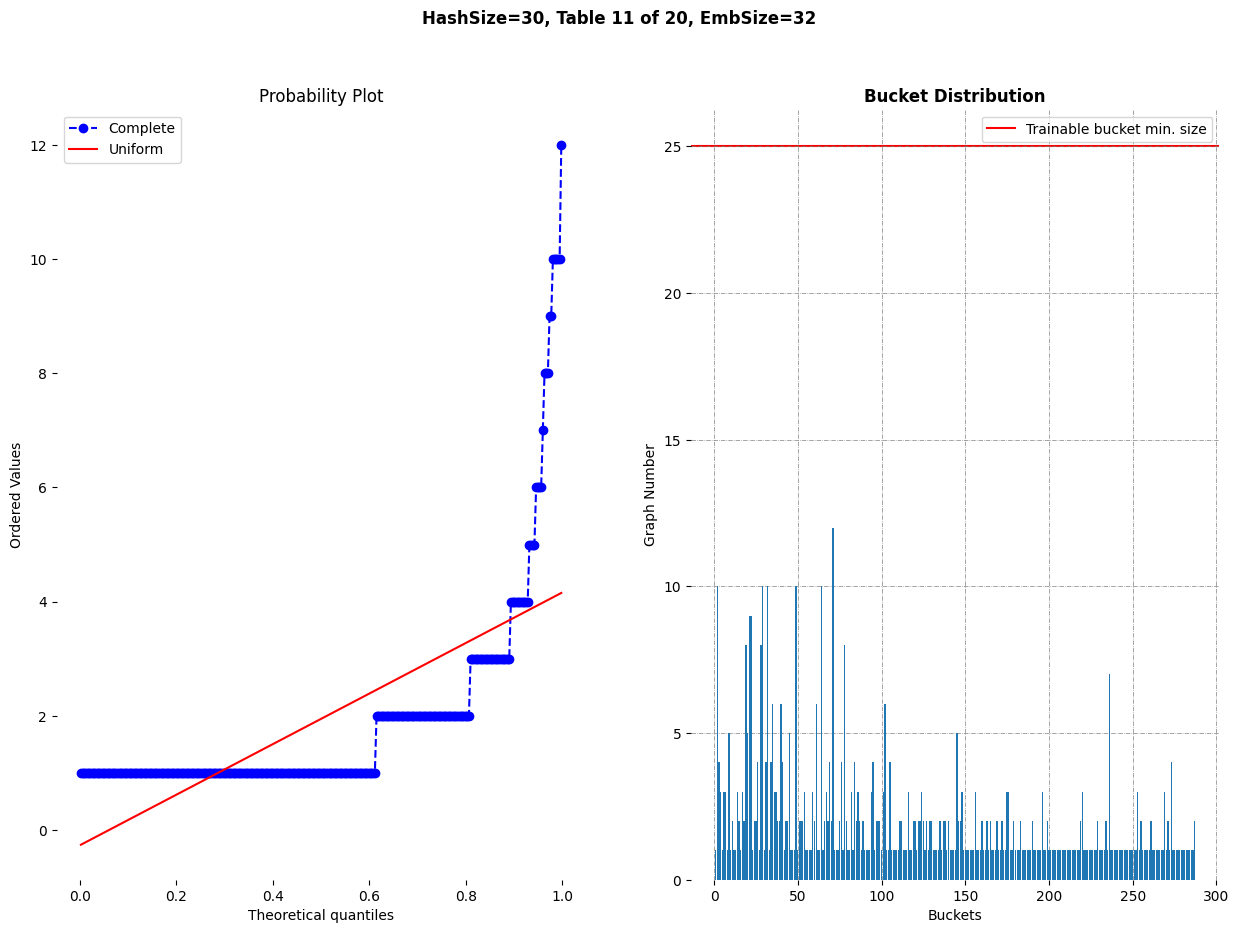 HashSize=30, Table 11 of 20, EmbSize=32
Probability Plot
Complete
Uniform
12
10
8
6
4
2
0
Ordered Values
0.0 0.2 0.4 0.6 0.8 1.0
Theoretical quantiles
Bucket Distribution
Trainable bucket min. size
25
20
15
10
5
0
Graph Number
0 50 100 150 200 250 300
Buckets